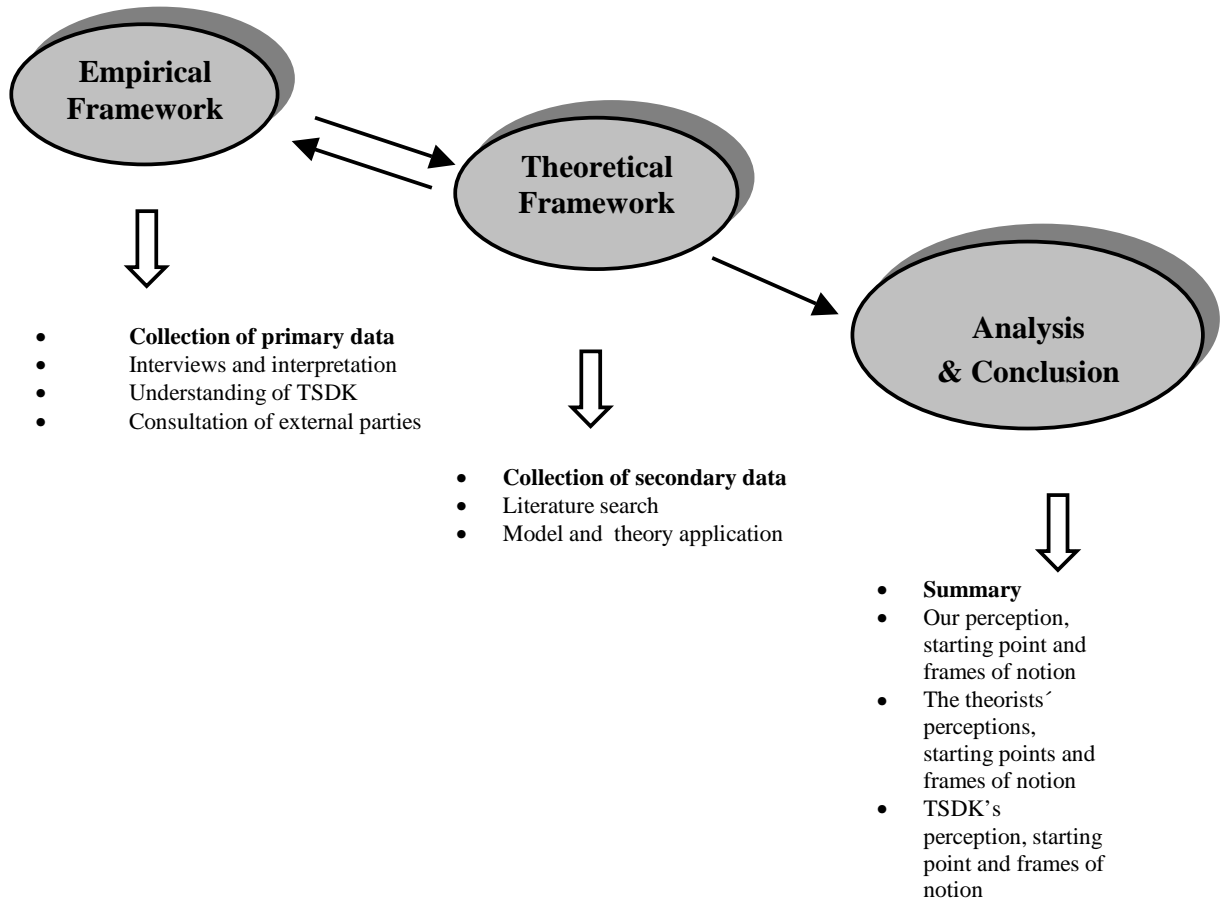 Empirical
Framework
Theoretical
Framework
Analysis
& Conclusion
• Collection of primary data
• Interviews and interpretation
• Understanding of TSDK
• Consultation of external parties
• Collection of secondary data
• Literature search
• Model and theory application
• Summary
• Our perception,
starting point and
frames of notion
• The theorists´
perceptions,
starting points and
frames of notion
• TSDK’s
perception, starting
point and frames of
notion